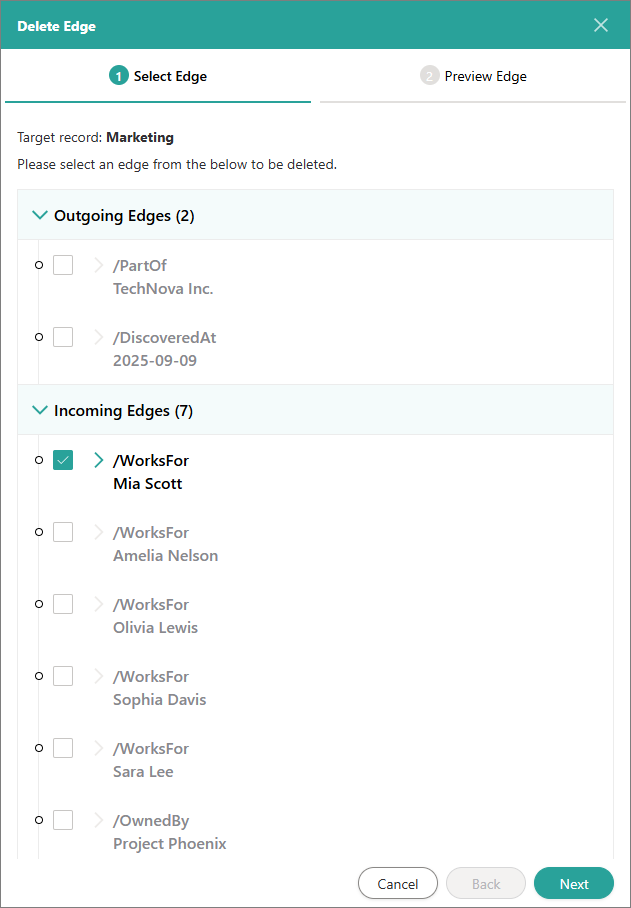 Delete Edge
1 Select Edge
2 Preview Edge
Target record: Marketing
Please select an edge from the below to be deleted.
Outgoing Edges (2)
/PartOf
TechNova Inc.
/DiscoveredAt
2025-09-09
Incoming Edges (7)
/WorksFor
Mia Scott
/WorksFor
Amelia Nelson
/WorksFor
Olivia Lewis
/WorksFor
Sophia Davis
/WorksFor
Sara Lee
/OwnedBy
Project Phoenix
Cancel
Back
Next